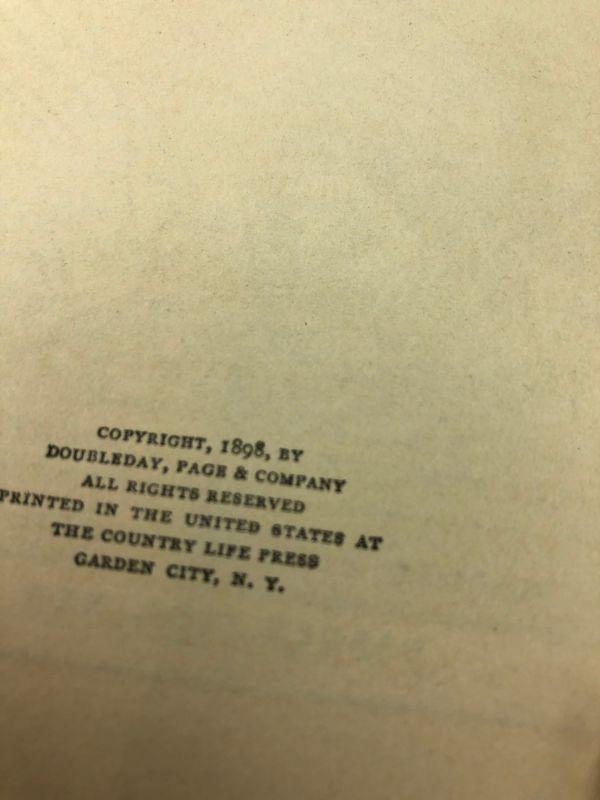 COPYRIGHT, 1898, BY
DOUBLEDAY, PAGE & COMPANY
ALL RIGHTS RESERVED
PRINTED IN THE UNITED STATES AT
THE COUNTRY LIFE PRESS
GARDEN CITY, N. Y.